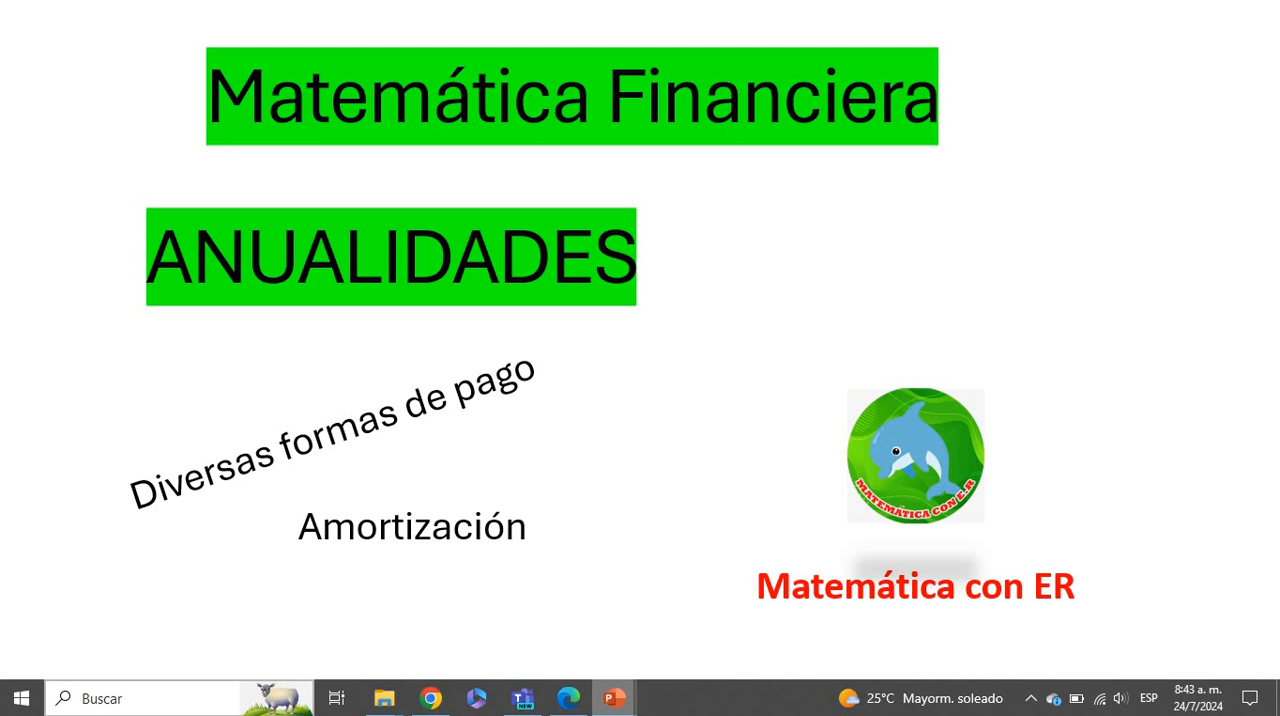 Matemática Financiera
ANUALIDADES
Diversas formas de pago
Amortización
MATEMÁTICA CON E.R
Matemática con ER
Buscar
NEW
25°C Mayorm. soleado
ESP
8:43 a. m.
24/7/2024